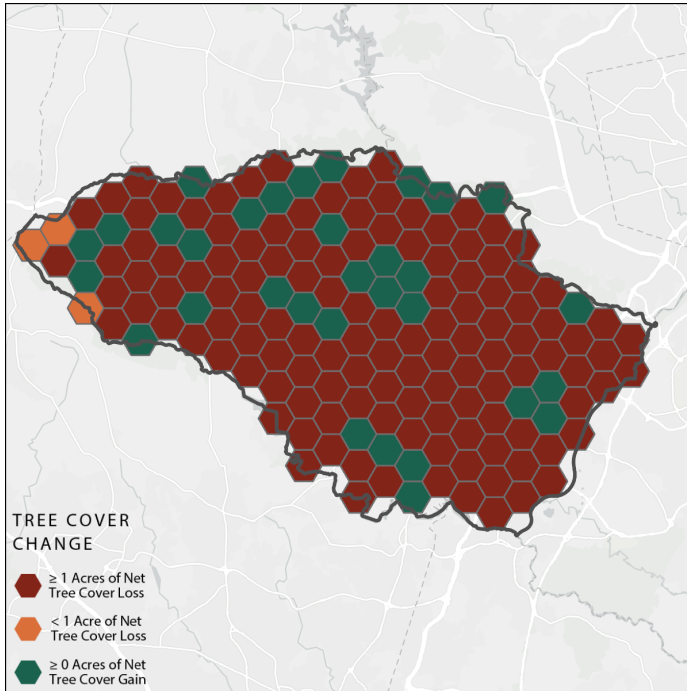 TREE COVER
CHANGE
≥ 1 Acres of Net
Tree Cover Loss
< 1 Acre of Net
Tree Cover Loss
≥ 0 Acres of Net
Tree Cover Gain